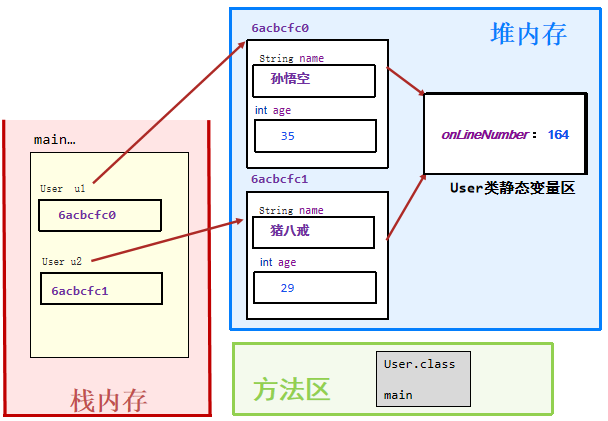 main…
User u1
6acbcfc0
User u2
6acbcfc1
栈内存
堆内存
6acbcfc0
String name
孙悟空
int age
35
6acbcfc1
String name
猪八戒
int age
29
onLineNumber：164
User类静态变量区
方法区
User.class
main